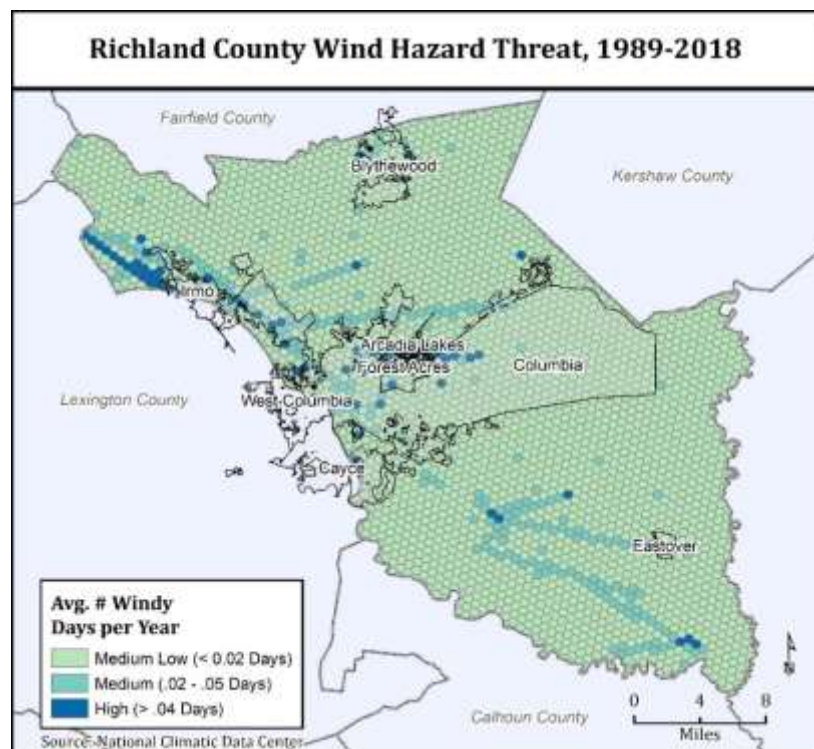 Richland County Wind Hazard Threat, 1989-2018
Fairfield County
Blythewood
Kershaw County
Irmo
Arcadia Lakes
Forest Acres
Columbia
Lexington County
West Columbia
Cayce
Eastover
Avg. # Windy
Days per Year
Medium Low (< 0.02 Days)
Medium (.02 - .05 Days)
High (> .04 Days)
Source: National Climatic Data Center
Calhoun County
0 4 8
Miles
N